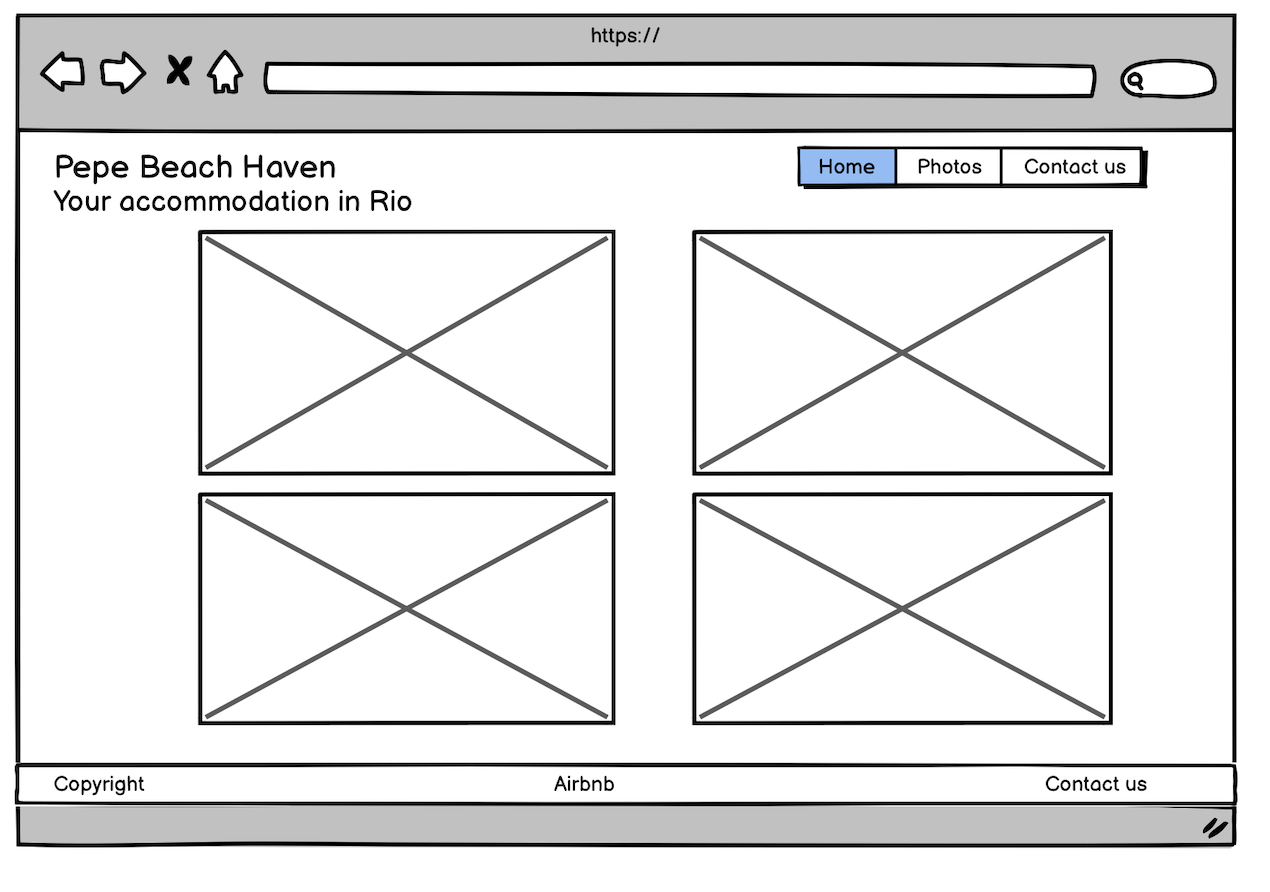 https://
Pepe Beach Haven
Your accommodation in Rio
Home Photos Contact us
Copyright Airbnb Contact us